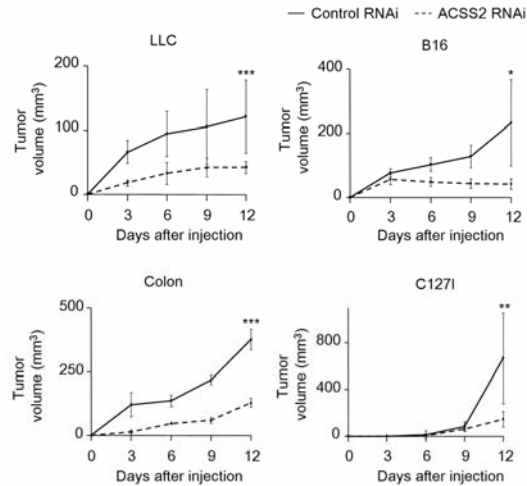 Control RNAi ACSS2 RNAi
LLC
Tumor
volume (mm³)
200
100
0
***
0 3 6 9 12
Days after injection
B16
Tumor
volume (mm³)
400
200
0
*
0 3 6 9 12
Days after injection
Colon
Tumor
volume (mm³)
500
250
0
***
0 3 6 9 12
Days after injection
C127I
Tumor
volume (mm³)
800
400
0
**
0 3 6 9 12
Days after injection